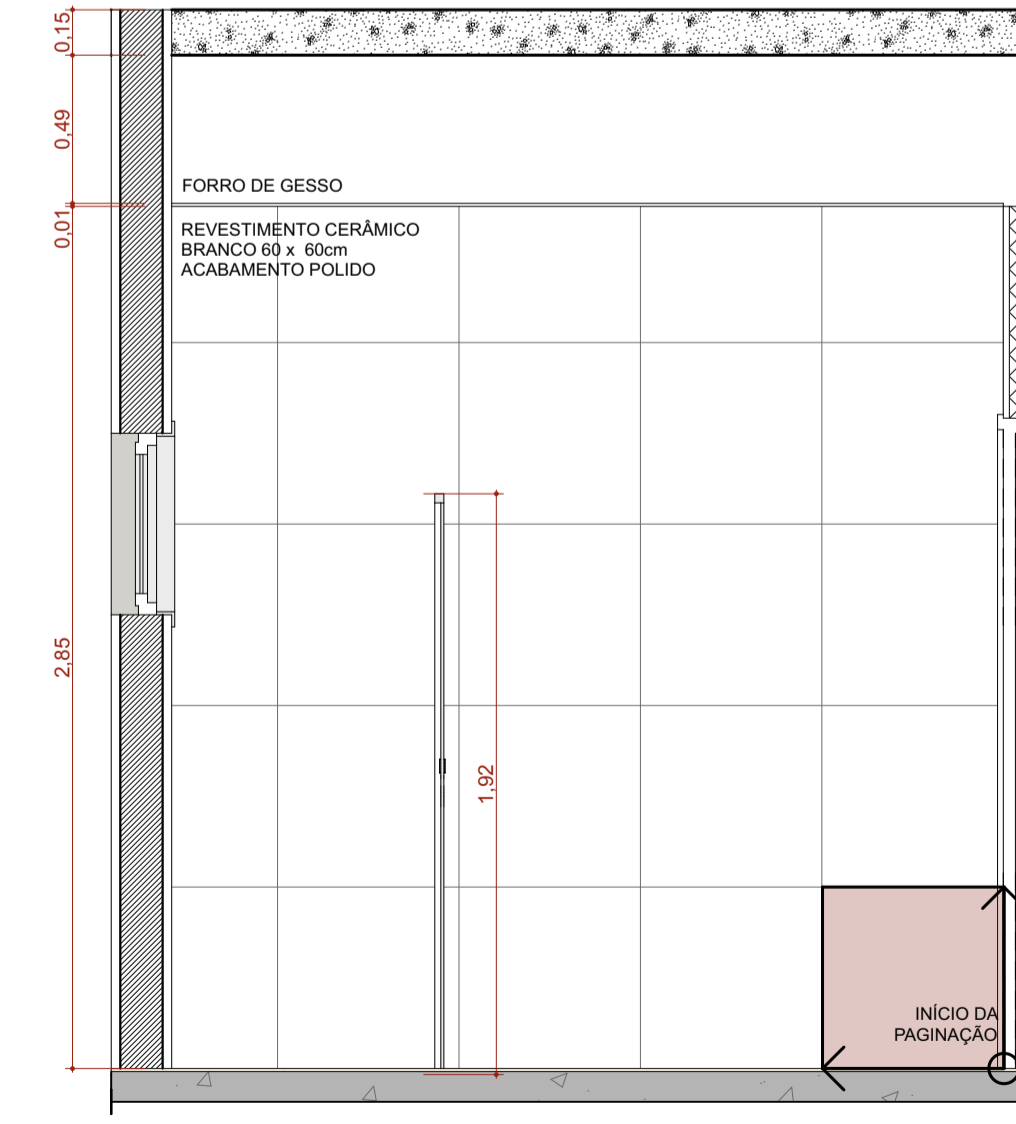 0,15
0,49
FORRO DE GESSO
0,01
REVESTIMENTO CERÂMICO
BRANCO 60 x 60cm
ACABAMENTO POLIDO
2,85
1,92
INÍCIO DA
PAGINAÇÃO